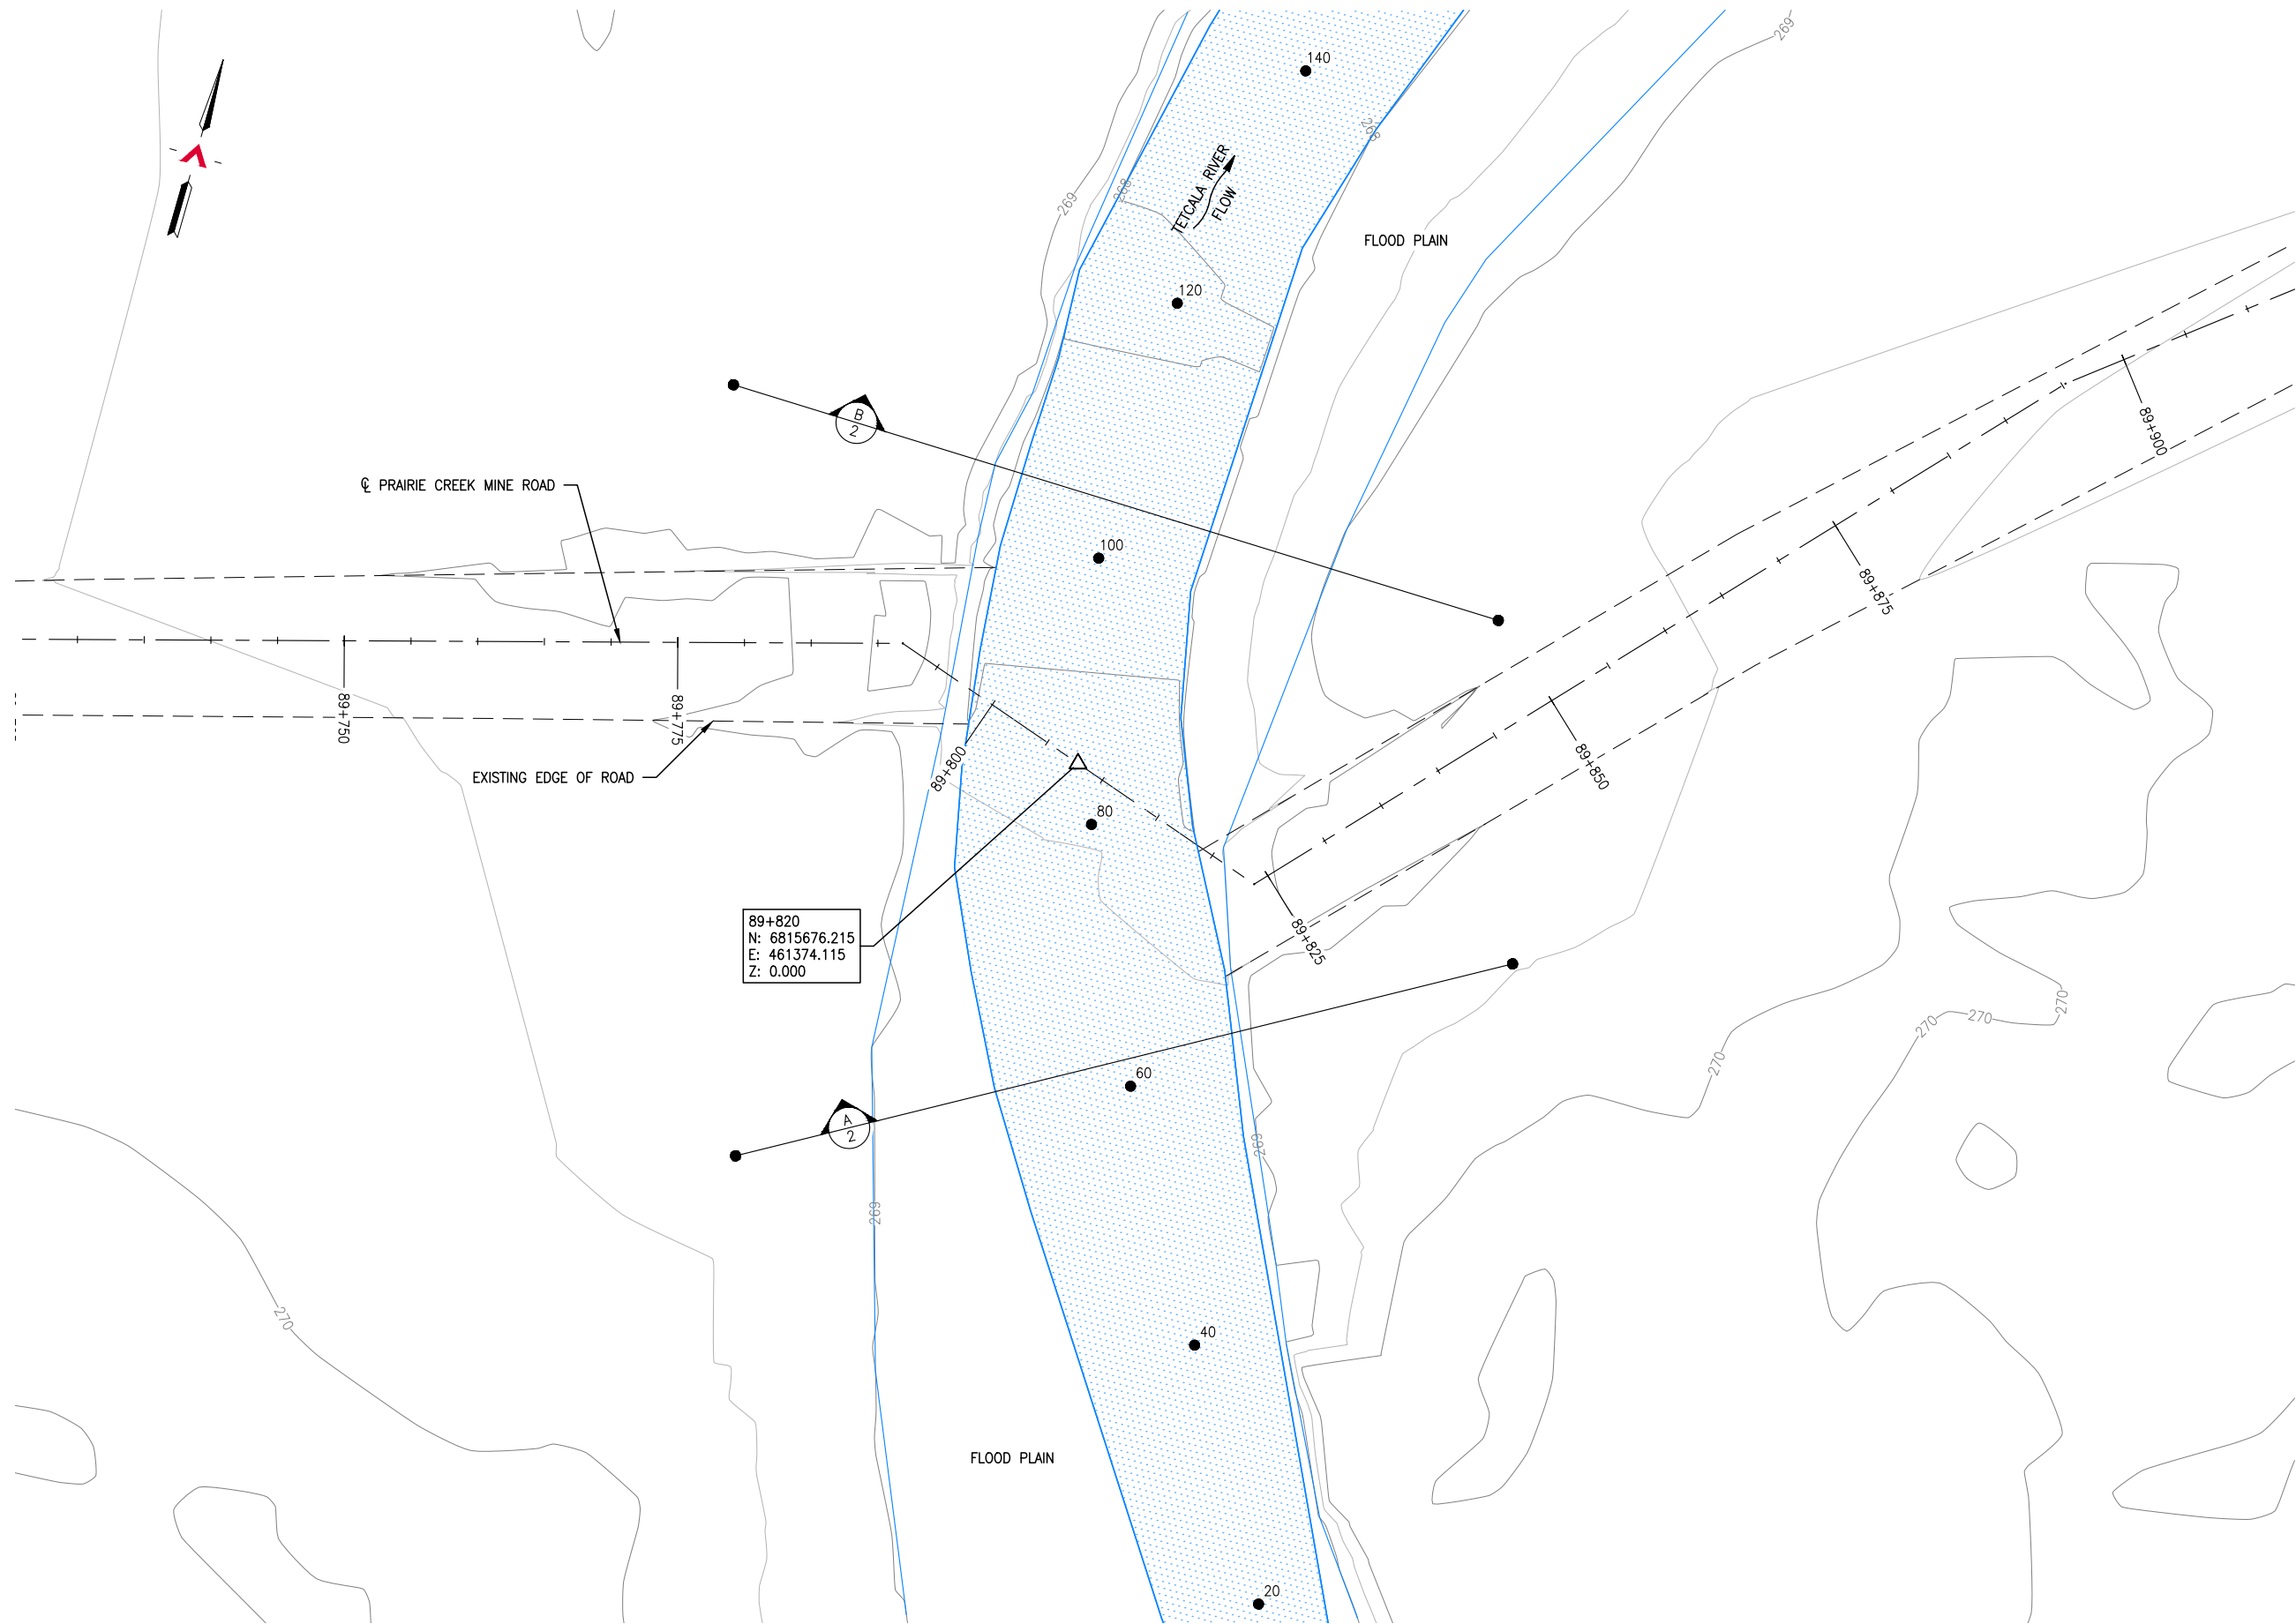 140
269
268
TETCALA RIVER
FLOW
268
269
FLOOD PLAIN
120
B
2
89+900
℄ PRAIRIE CREEK MINE ROAD
100
89+875
89+750
89+775
89+800
EXISTING EDGE OF ROAD
89+850
80
89+820
N: 6815676.215
E: 461374.115
Z: 0.000
89+825
270
270
270
270
60
A
2
269
269
270
40
FLOOD PLAIN
20